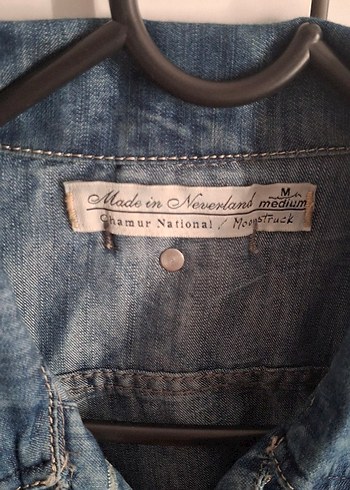 Made in Neverland M medium
Chamur National / Moonstruck